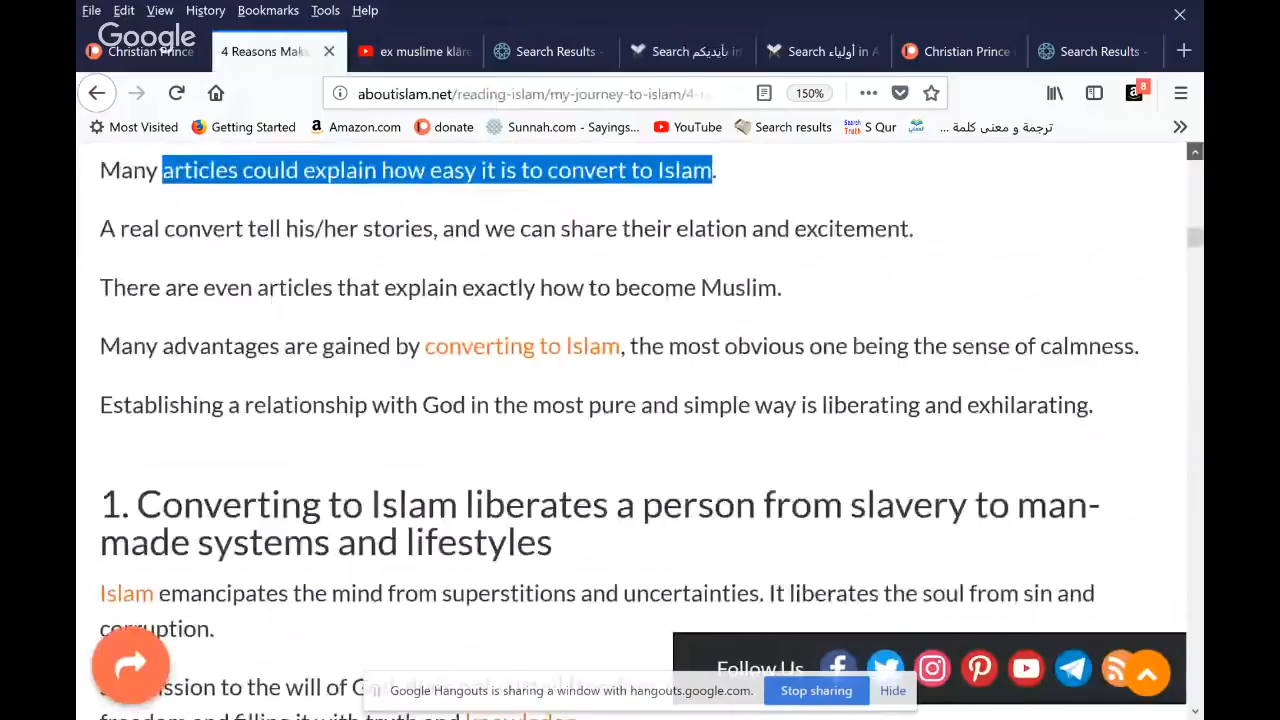 File Edit View History Bookmarks Tools Help
Google
Christian Prince
4 Reasons Mak
ex muslime kläre
Search Results -
Search بأيديكم in
Search أولياء in A
Christian Prince
Search Results -
aboutislam.net/reading-islam/my-journey-to-islam/4-
150%
8
Most Visited Getting Started Amazon.com donate Sunnah.com - Sayings... YouTube Search results S Qur ترجمة و معنى كلمة ...
Many articles could explain how easy it is to convert to Islam.
A real convert tell his/her stories, and we can share their elation and excitement.
There are even articles that explain exactly how to become Muslim.
Many advantages are gained by converting to Islam, the most obvious one being the sense of calmness.
Establishing a relationship with God in the most pure and simple way is liberating and exhilarating.
1. Converting to Islam liberates a person from slavery to man-
made systems and lifestyles
Islam emancipates the mind from superstitions and uncertainties. It liberates the soul from sin and
corruption.
Follow Us
to the will of
Google Hangouts is sharing a window with hangouts.google.com. Stop sharing Hide